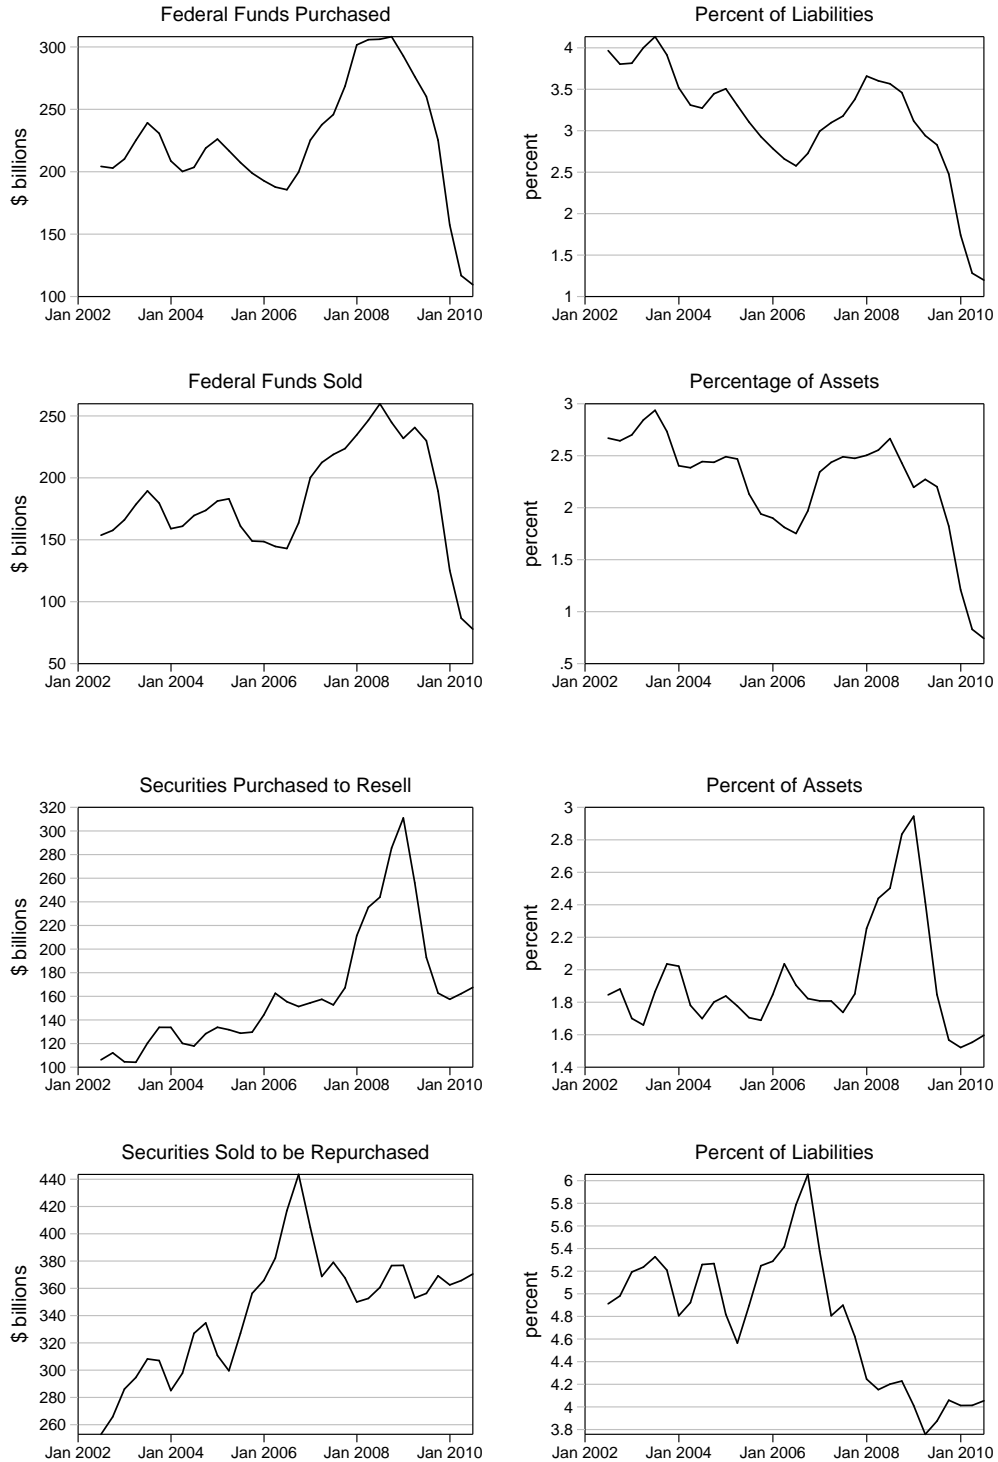 Federal Funds Purchased
$ billions
300
250
200
150
100
Jan 2002 Jan 2004 Jan 2006 Jan 2008 Jan 2010
Percent of Liabilities
percent
4
3.5
3
2.5
2
1.5
1
Jan 2002 Jan 2004 Jan 2006 Jan 2008 Jan 2010
Federal Funds Sold
$ billions
250
200
150
100
50
Jan 2002 Jan 2004 Jan 2006 Jan 2008 Jan 2010
Percentage of Assets
percent
3
2.5
2
1.5
1
.5
Jan 2002 Jan 2004 Jan 2006 Jan 2008 Jan 2010
Securities Purchased to Resell
$ billions
320
300
280
260
240
220
200
180
160
140
120
100
Jan 2002 Jan 2004 Jan 2006 Jan 2008 Jan 2010
Percent of Assets
percent
3
2.8
2.6
2.4
2.2
2
1.8
1.6
1.4
Jan 2002 Jan 2004 Jan 2006 Jan 2008 Jan 2010
Securities Sold to be Repurchased
$ billions
440
420
400
380
360
340
320
300
280
260
Jan 2002 Jan 2004 Jan 2006 Jan 2008 Jan 2010
Percent of Liabilities
percent
6
5.8
5.6
5.4
5.2
5
4.8
4.6
4.4
4.2
4
3.8
Jan 2002 Jan 2004 Jan 2006 Jan 2008 Jan 2010